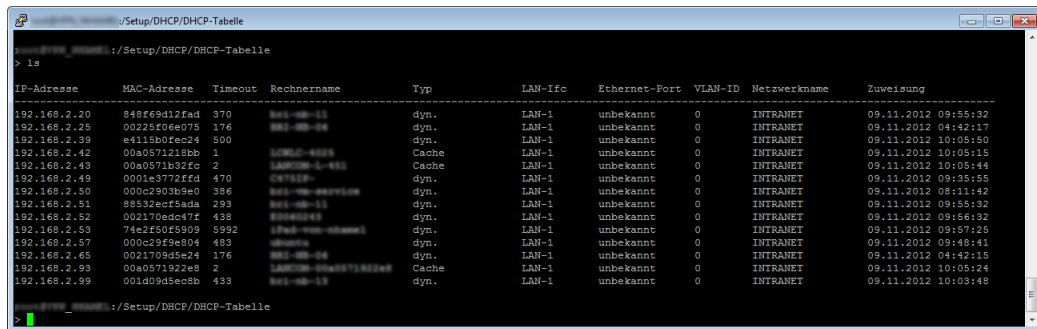 :/Setup/DHCP/DHCP-Tabelle
:/Setup/DHCP/DHCP-Tabelle
> ls
IP-Adresse MAC-Adresse Timeout Rechnername Typ LAN-Ifc Ethernet-Port VLAN-ID Netzwerkname Zuweisung
192.168.2.20 848f69d12fad 370 dyn. LAN-1 unbekannt 0 INTRANET 09.11.2012 09:55:32
192.168.2.25 00225f06e075 176 dyn. LAN-1 unbekannt 0 INTRANET 09.11.2012 04:42:17
192.168.2.39 e4115b0fec24 500 dyn. LAN-1 unbekannt 0 INTRANET 09.11.2012 10:05:50
192.168.2.42 00a0571218bb 1 Cache LAN-1 unbekannt 0 INTRANET 09.11.2012 10:05:15
192.168.2.43 00a0571b32fc 2 Cache LAN-1 unbekannt 0 INTRANET 09.11.2012 10:05:44
192.168.2.49 0001e3772ffd 470 dyn. LAN-1 unbekannt 0 INTRANET 09.11.2012 09:35:55
192.168.2.50 000c2903b9e0 386 dyn. LAN-1 unbekannt 0 INTRANET 09.11.2012 08:11:42
192.168.2.51 88532ecf5ada 293 dyn. LAN-1 unbekannt 0 INTRANET 09.11.2012 09:55:32
192.168.2.52 002170edc47f 438 dyn. LAN-1 unbekannt 0 INTRANET 09.11.2012 09:56:32
192.168.2.53 74e2f50f5909 5992 dyn. LAN-1 unbekannt 0 INTRANET 09.11.2012 09:57:25
192.168.2.57 000c29f9e804 483 dyn. LAN-1 unbekannt 0 INTRANET 09.11.2012 09:48:41
192.168.2.65 0021709d5e24 176 dyn. LAN-1 unbekannt 0 INTRANET 09.11.2012 04:42:15
192.168.2.93 00a0571922e8 2 Cache LAN-1 unbekannt 0 INTRANET 09.11.2012 10:05:24
192.168.2.99 001d09d5ec8b 433 dyn. LAN-1 unbekannt 0 INTRANET 09.11.2012 10:03:48
:/Setup/DHCP/DHCP-Tabelle
>